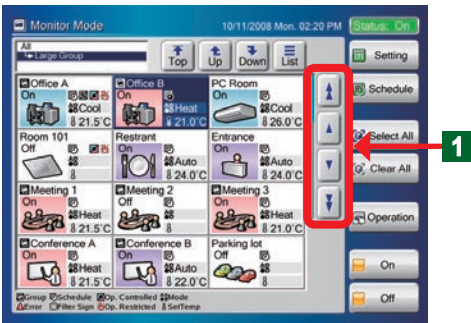 Monitor Mode 10/11/2008 Mon. 02:20 PM Status: On
All
Large Group
Top Up Down List
Setting
Schedule
Select All
Clear All
Operation
On
Off
1
Office A
On
Cool
21.5°C
Office B
On
Heat
21.0°C
PC Room
On
Cool
26.0°C
Room 101
Off
Restrant
On
Auto
24.0°C
Entrance
On
Auto
24.0°C
Meeting 1
On
Heat
21.5°C
Meeting 2
Off
Meeting 3
On
Heat
21.0°C
Conference A
On
Heat
21.5°C
Conference B
On
Auto
22.0°C
Parking lot
Off
Group Schedule Op. Controlled Mode
Error Filter Sign Op. Restricted SetTemp